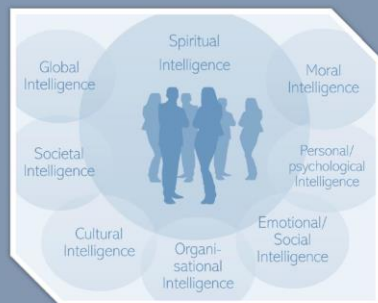 Spiritual
Intelligence
Global
Intelligence
Moral
Intelligence
Societal
Intelligence
Personal/
psychological
Intelligence
Cultural
Intelligence
Organi-
sational
Intelligence
Emotional/
Social
Intelligence